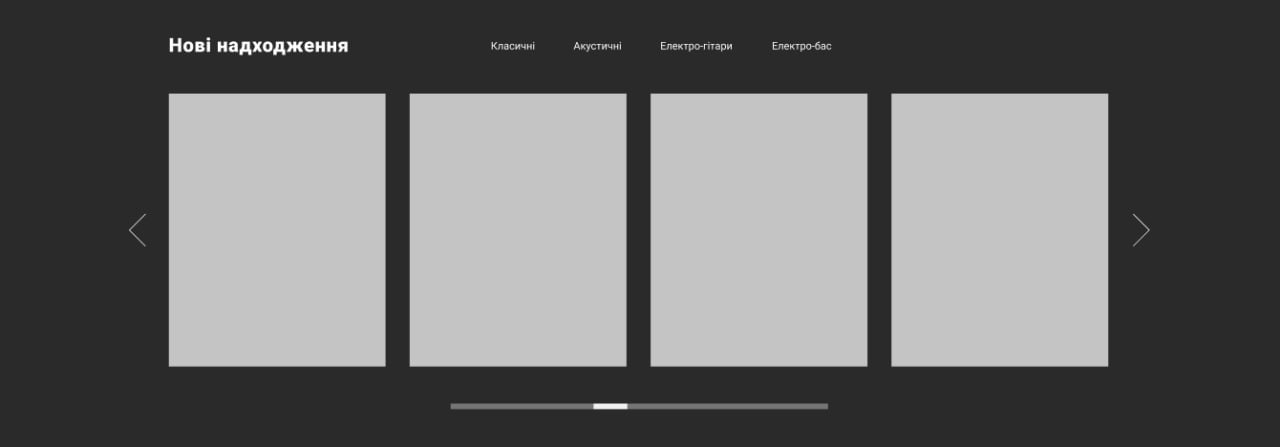 Нові надходження
Класичні Акустичні Електро-гітари Електро-бас